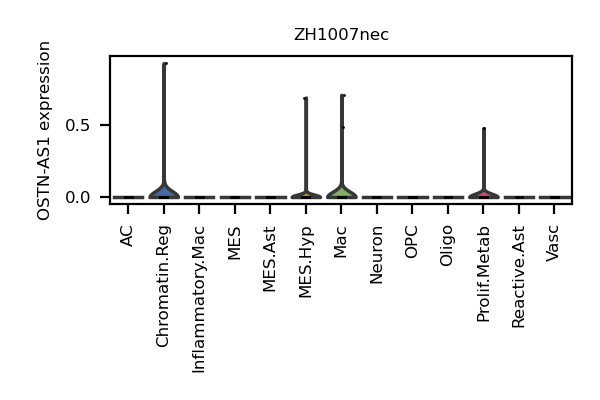 ZH1007nec
OSTN-AS1 expression
0.5
0.0
AC
Chromatin.Reg
Inflammatory.Mac
MES
MES.Ast
MES.Hyp
Mac
Neuron
OPC
Oligo
Prolif.Metab
Reactive.Ast
Vasc